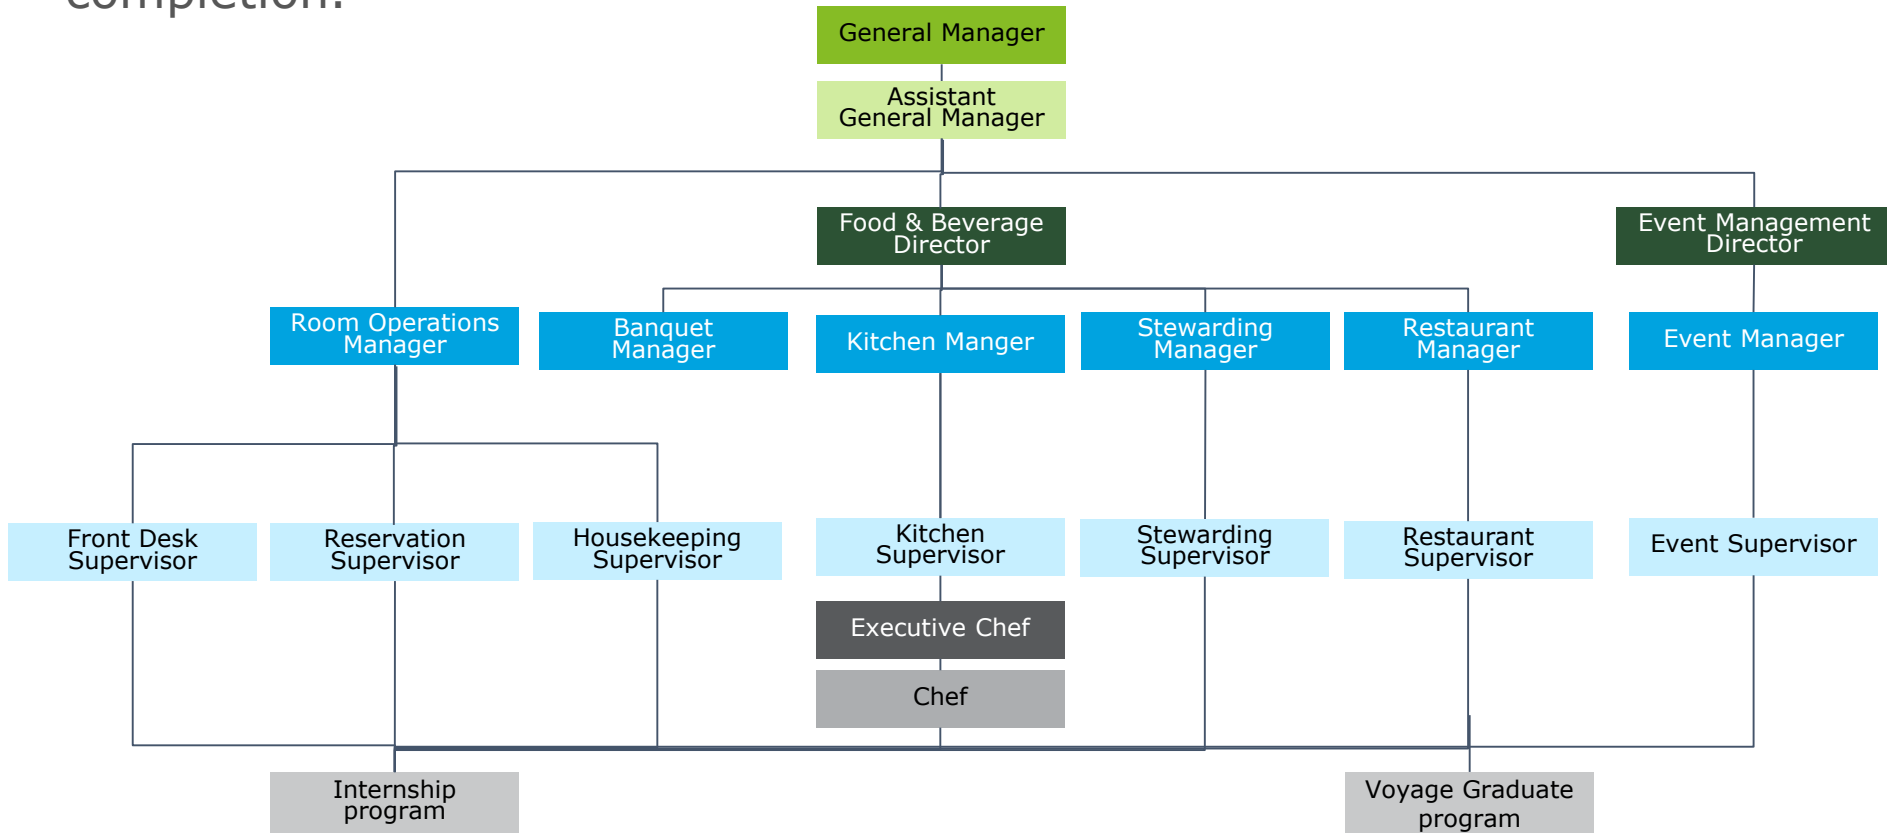 completion.
General Manager
Assistant
General Manager
Food & Beverage
Director
Event Management
Director
Room Operations
Manager
Banquet
Manager
Kitchen Manger
Stewarding
Manager
Restaurant
Manager
Event Manager
Front Desk
Supervisor
Reservation
Supervisor
Housekeeping
Supervisor
Kitchen
Supervisor
Stewarding
Supervisor
Restaurant
Supervisor
Event Supervisor
Executive Chef
Chef
Internship
program
Voyage Graduate
program